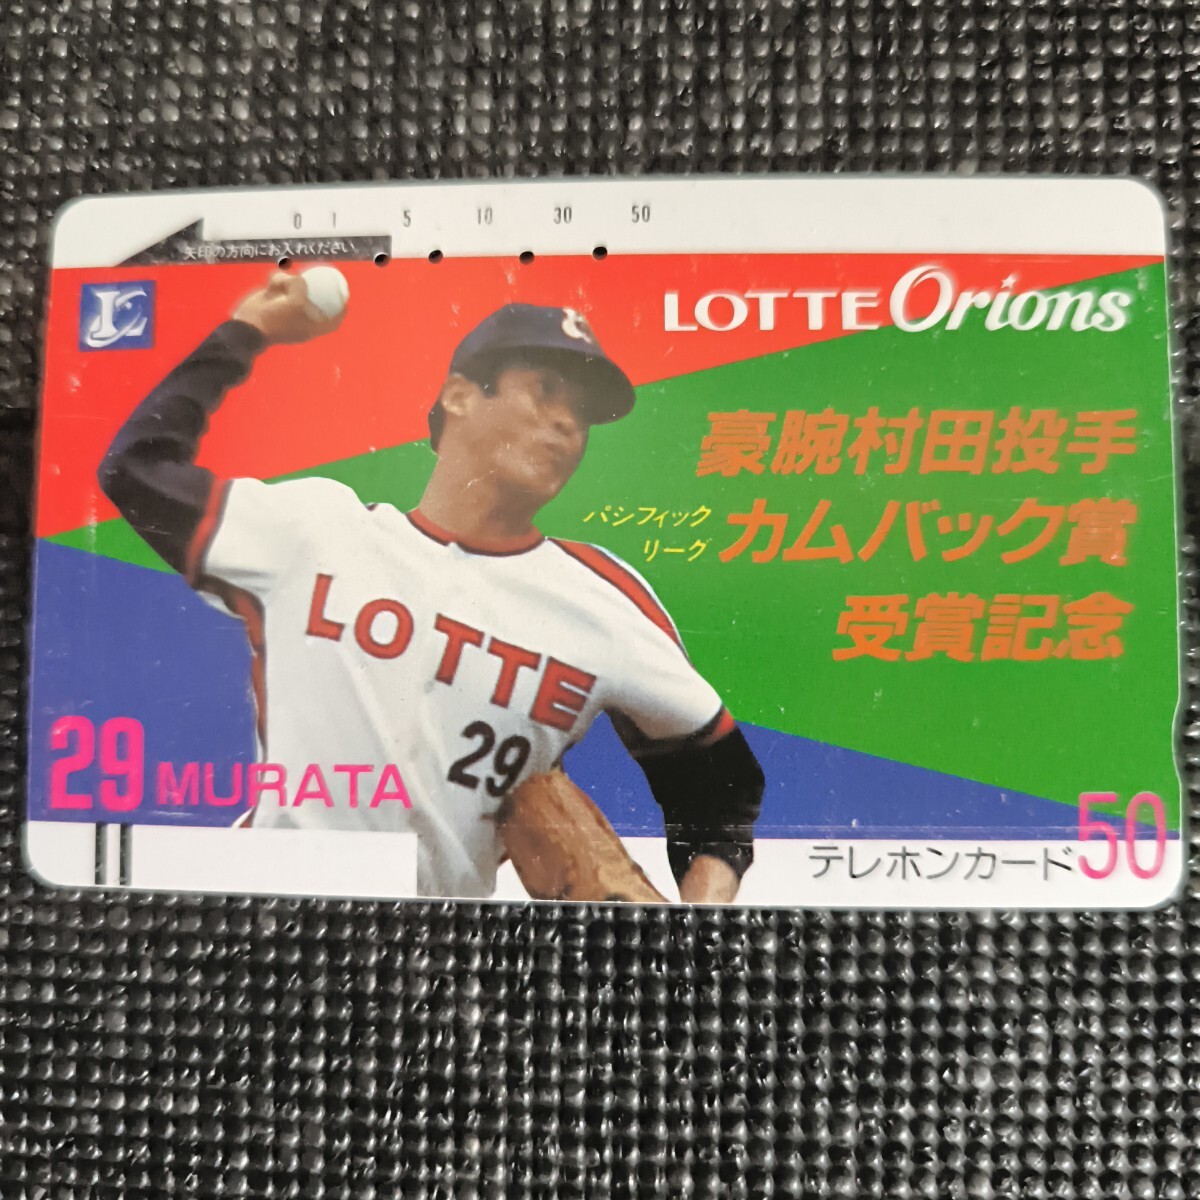 0 1 5 10 30 50
矢印の方向にお入れください
LOTTE Orions
豪腕村田投手
パシフィック
リーグ
カムバック賞
受賞記念
LOTTE
29
29 MURATA
テレホンカード50